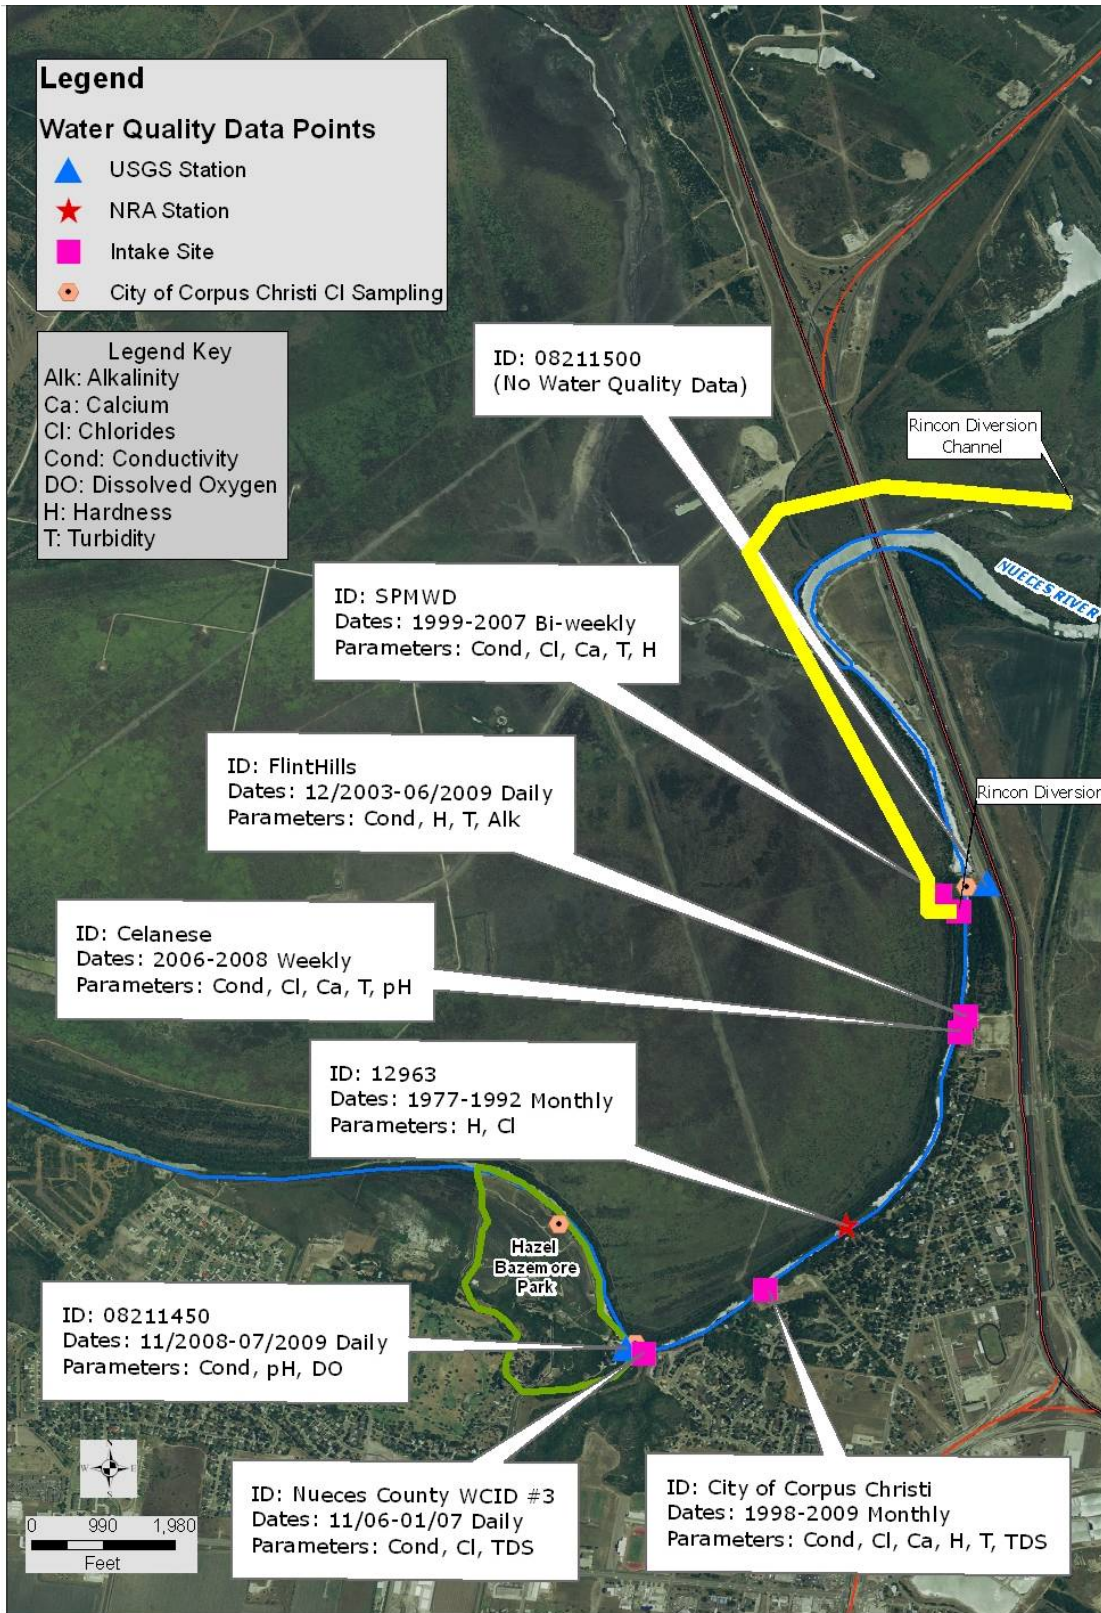 Legend
Water Quality Data Points
USGS Station
NRA Station
Intake Site
City of Corpus Christi Cl Sampling
Legend Key
Alk: Alkalinity
Ca: Calcium
Cl: Chlorides
Cond: Conductivity
DO: Dissolved Oxygen
H: Hardness
T: Turbidity
ID: 08211500
(No Water Quality Data)
Rincon Diversion
Channel
NUECES RIVER
ID: SPMWD
Dates: 1999-2007 Bi-weekly
Parameters: Cond, Cl, Ca, T, H
ID: FlintHills
Dates: 12/2003-06/2009 Daily
Parameters: Cond, H, T, Alk
Rincon Diversion
ID: Celanese
Dates: 2006-2008 Weekly
Parameters: Cond, Cl, Ca, T, pH
ID: 12963
Dates: 1977-1992 Monthly
Parameters: H, Cl
Hazel
Bazemore
Park
ID: 08211450
Dates: 11/2008-07/2009 Daily
Parameters: Cond, pH, DO
ID: Nueces County WCID #3
Dates: 11/06-01/07 Daily
Parameters: Cond, Cl, TDS
ID: City of Corpus Christi
Dates: 1998-2009 Monthly
Parameters: Cond, Cl, Ca, H, T, TDS
N
W E
S
0 990 1,980
Feet